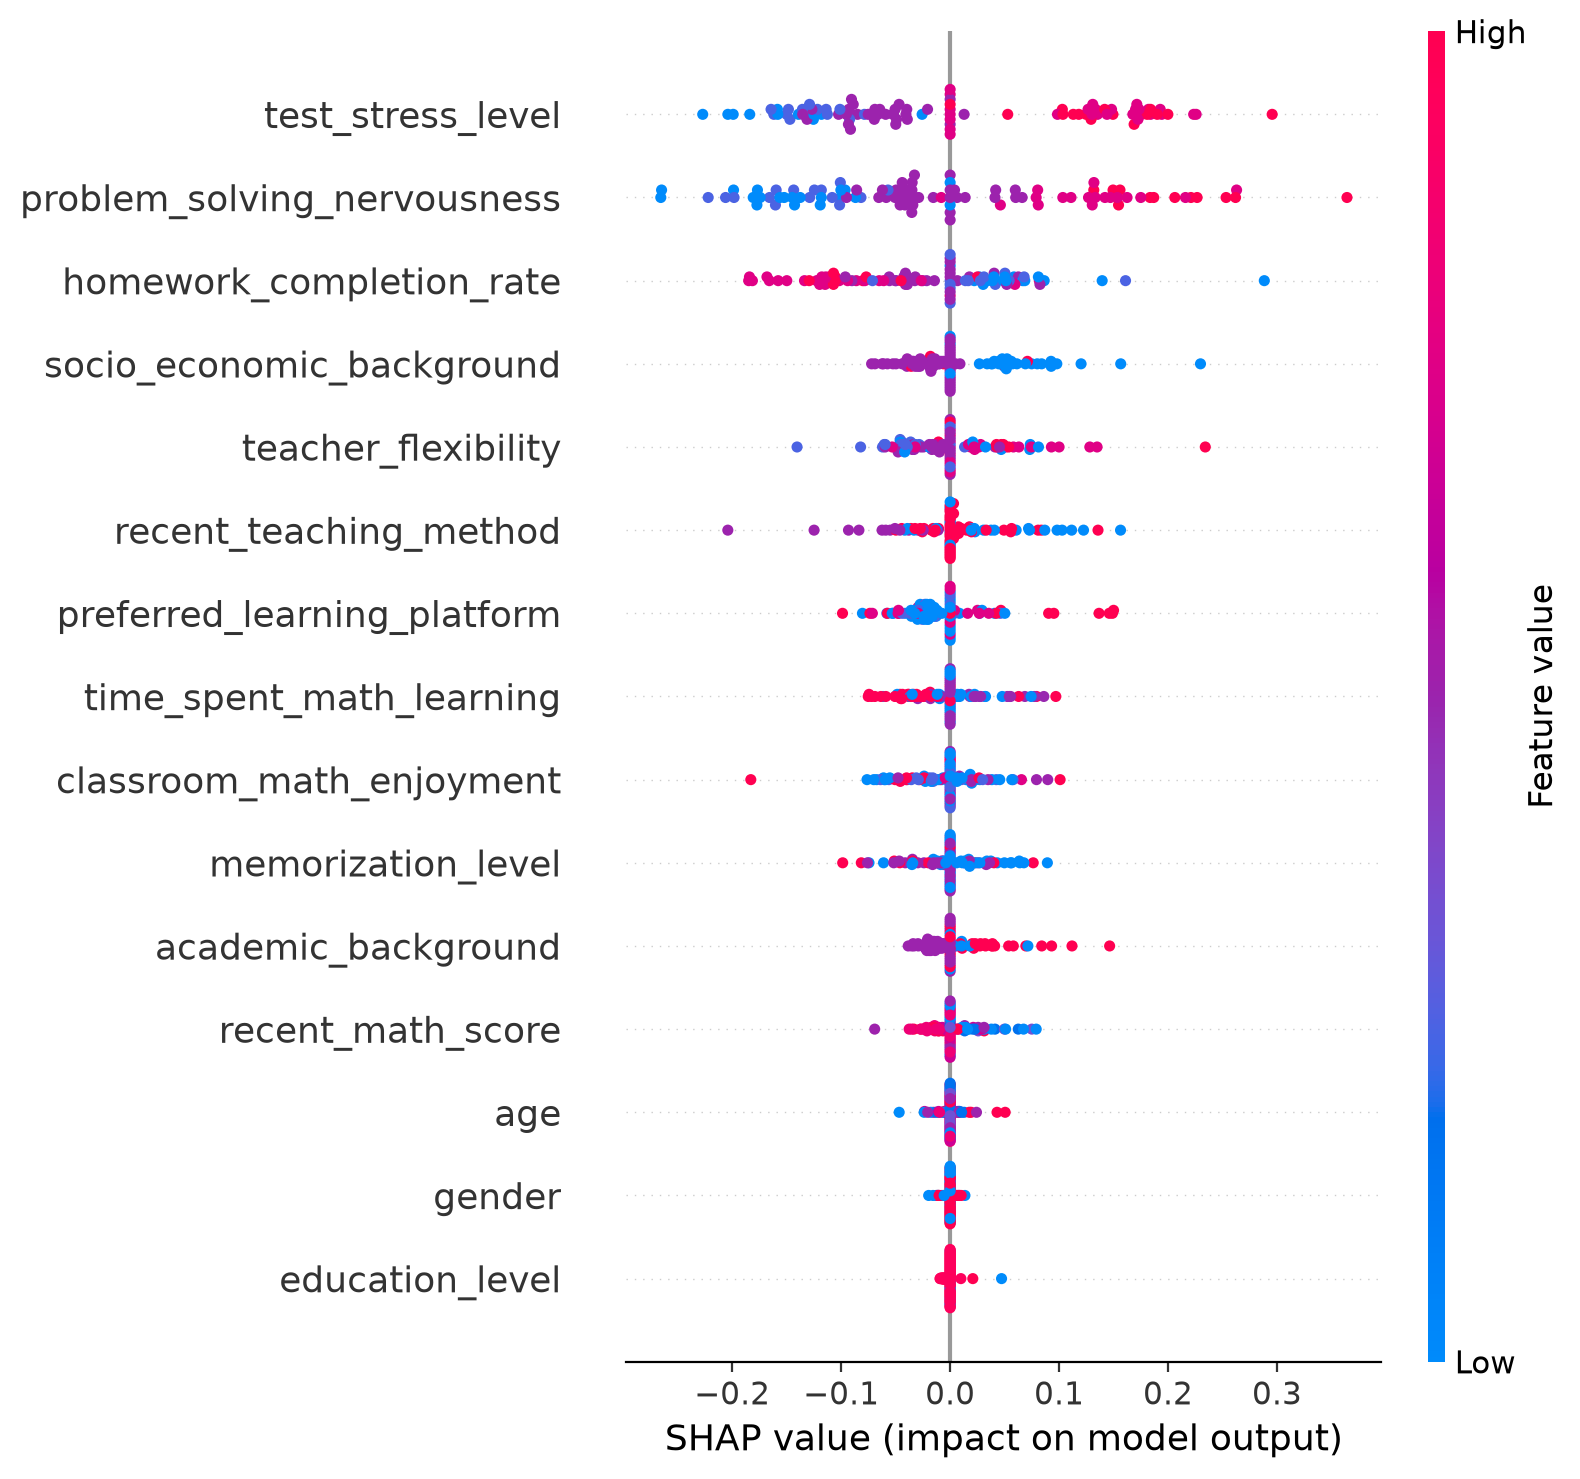 High
test_stress_level
problem_solving_nervousness
homework_completion_rate
socio_economic_background
teacher_flexibility
recent_teaching_method
preferred_learning_platform
time_spent_math_learning
classroom_math_enjoyment
memorization_level
academic_background
recent_math_score
age
gender
education_level
Feature value
Low
−0.2 −0.1 0.0 0.1 0.2 0.3
SHAP value (impact on model output)